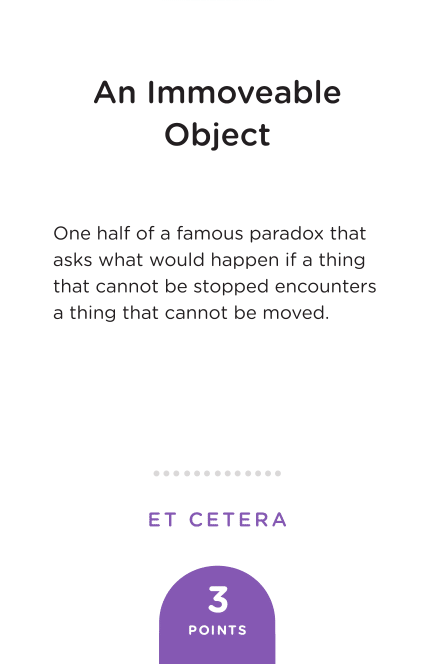 An Immoveable
Object
One half of a famous paradox that
asks what would happen if a thing
that cannot be stopped encounters
a thing that cannot be moved.
ET CETERA
3
POINTS